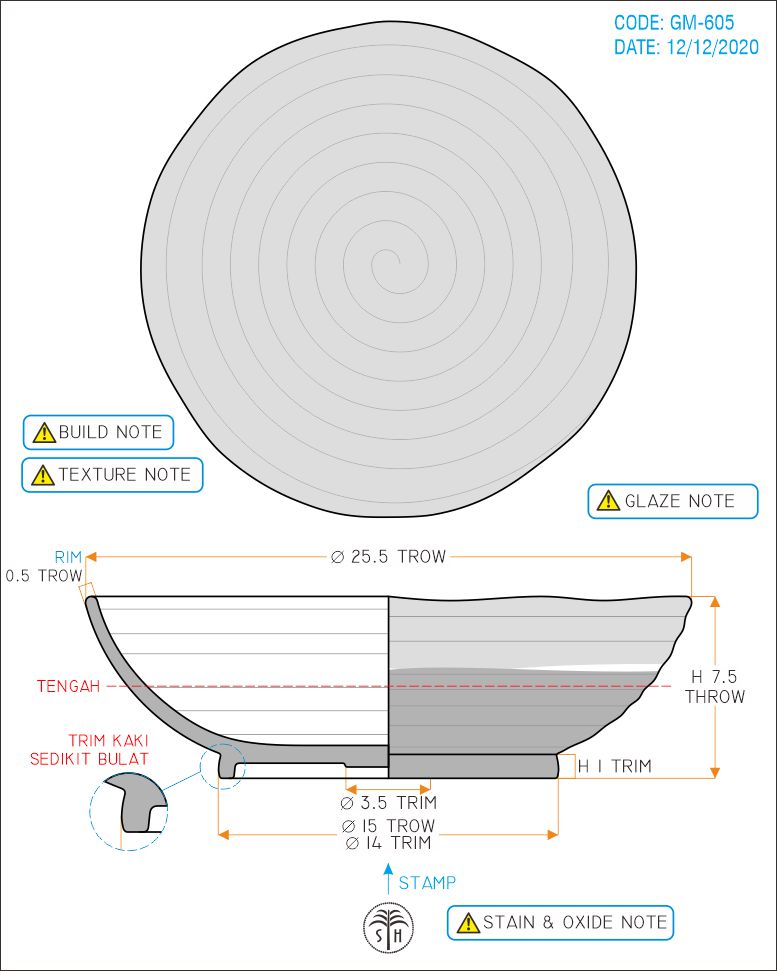 CODE: GM-605
DATE: 12/12/2020
BUILD NOTE
TEXTURE NOTE
GLAZE NOTE
RIM
0.5 TROW
Ø 25.5 TROW
TENGAH
H 7.5
THROW
TRIM KAKI
SEDIKIT BULAT
H 1 TRIM
Ø 3.5 TRIM
Ø 15 TROW
Ø 14 TRIM
STAMP
S H
STAIN & OXIDE NOTE